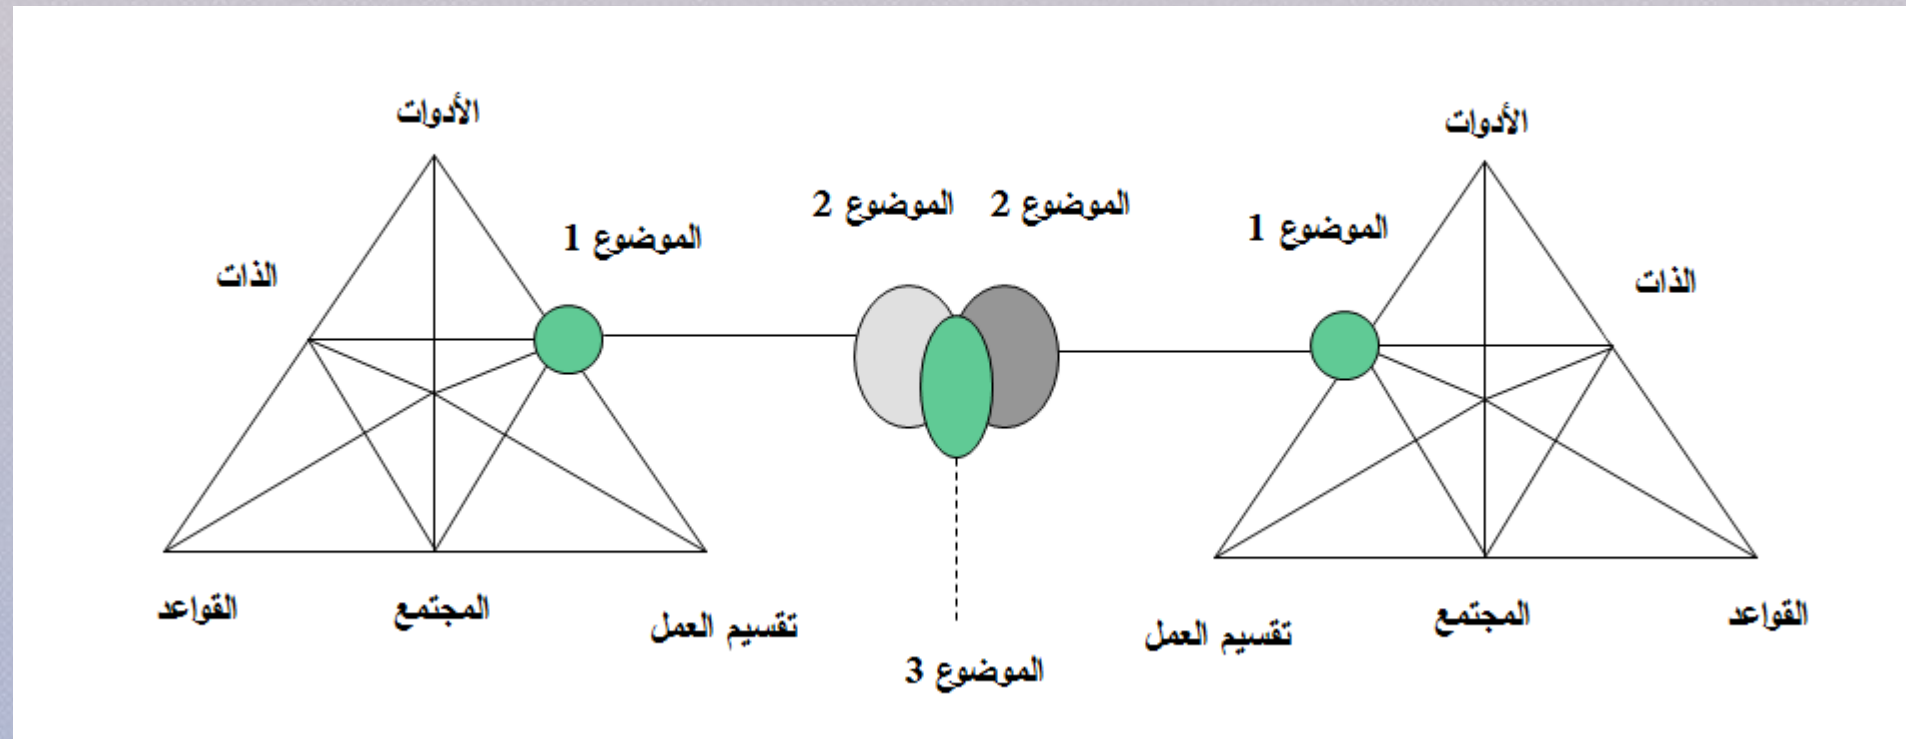 الأدوات
الأدوات
الموضوع 2
الموضوع 2
الموضوع 1
الموضوع 1
الذات
الذات
القواعد
المجتمع
تقسيم العمل
القواعد
المجتمع
تقسيم العمل
الموضوع 3